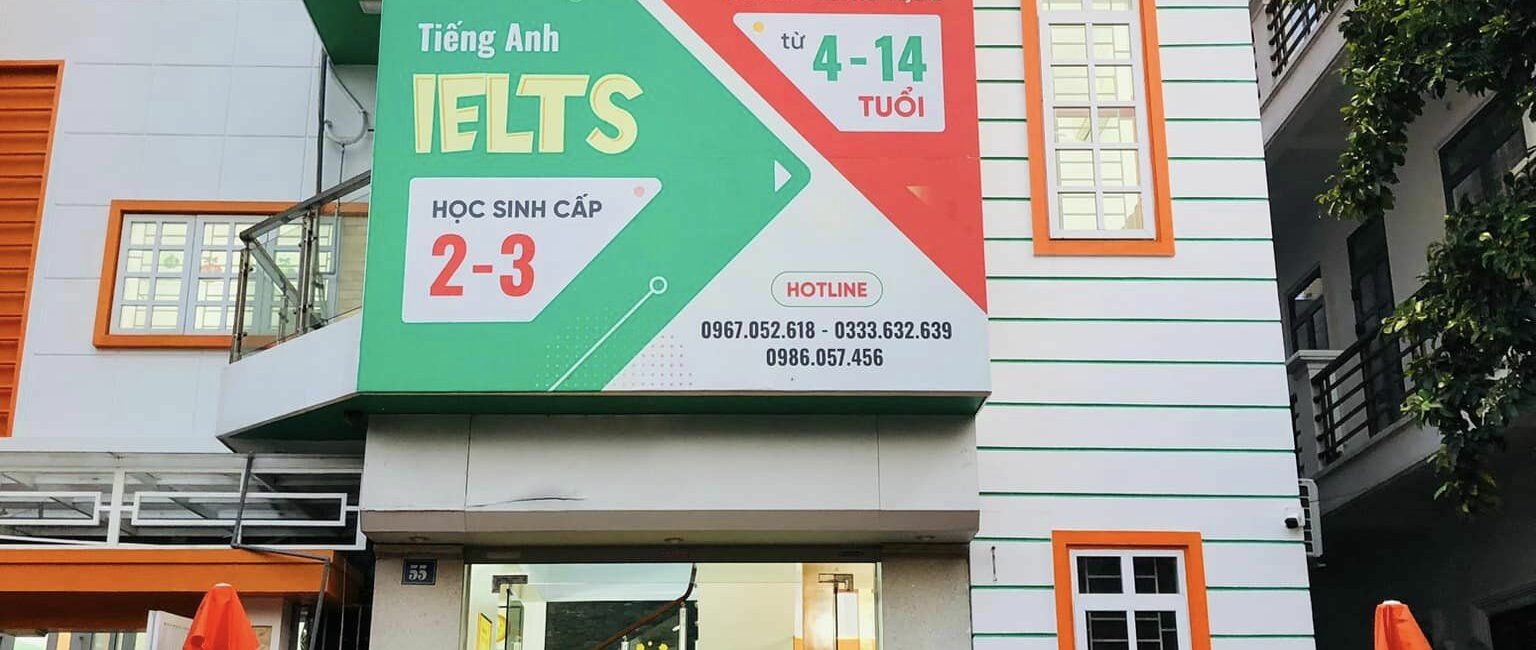 Tiếng Anh
IELTS
HỌC SINH CẤP
2-3
từ
4-14
TUỔI
HOTLINE
0967.052.618 - 0333.632.639
0986.057.456
55